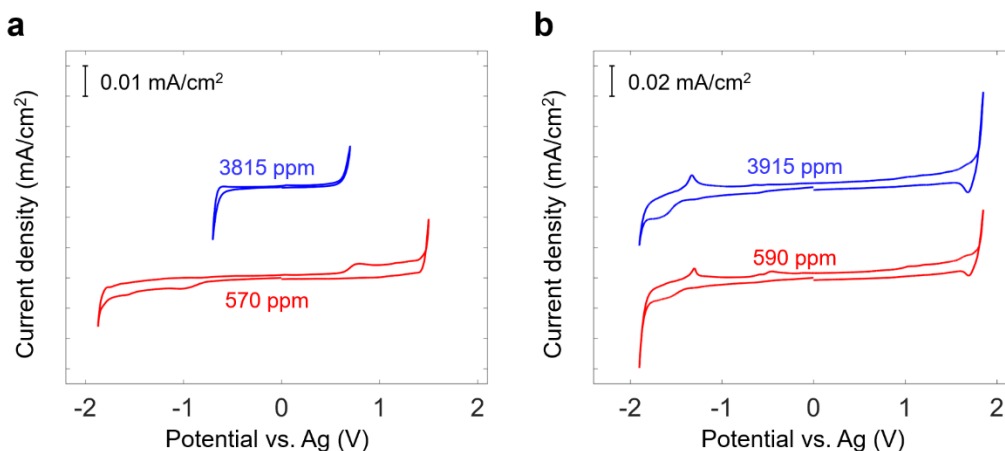 a
0.01 mA/cm²
3815 ppm
570 ppm
Current density (mA/cm²)
-2 -1 0 1 2
Potential vs. Ag (V)
b
0.02 mA/cm²
3915 ppm
590 ppm
Current density (mA/cm²)
-2 -1 0 1 2
Potential vs. Ag (V)